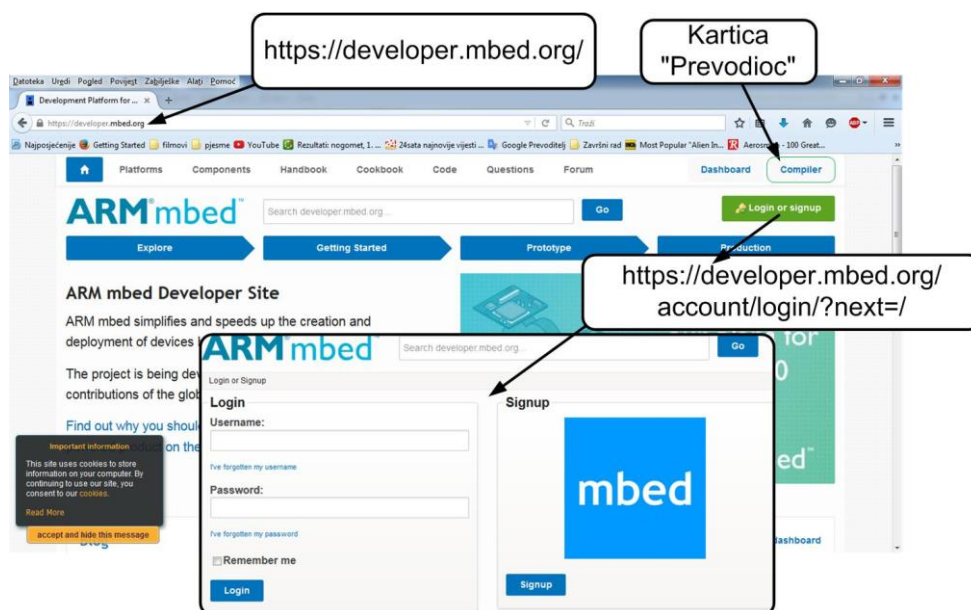 https://developer.mbed.org/
Kartica
"Prevodioc"
Datoteka Uredi Pogled Povijest Zabilješke Alati Pomoć
Development Platform for ... × +
https://developer.mbed.org
Traži
Najposjećenije Getting Started filmovi pjesme YouTube Rezultati: nogomet, 1. ... 24sata najnovije vijesti ... Google Prevoditelj Završni rad Most Popular "Alien In... Aerosmith - 100 Great...
Platforms Components Handbook Cookbook Code Questions Forum Dashboard Compiler
ARM®mbed™
Search developer.mbed.org...
Go
Login or signup
Explore Getting Started Prototype Production
https://developer.mbed.org/
account/login/?next=/
ARM mbed Developer Site
ARM mbed simplifies and speeds up the creation and
deployment of devices
The project is being
contributions of the
Find out why you
on the
for
ARM®mbed™
Search developer.mbed.org...
Go
Login or Signup
Login
Username:
I've forgotten my username
Password:
I've forgotten my password
Remember me
Login
Signup
mbed
Signup
Important information
This site uses cookies to store
information on your computer. By
continuing to use our site, you
consent to our cookies.
Read More
accept and hide this message
Blog
dashboard